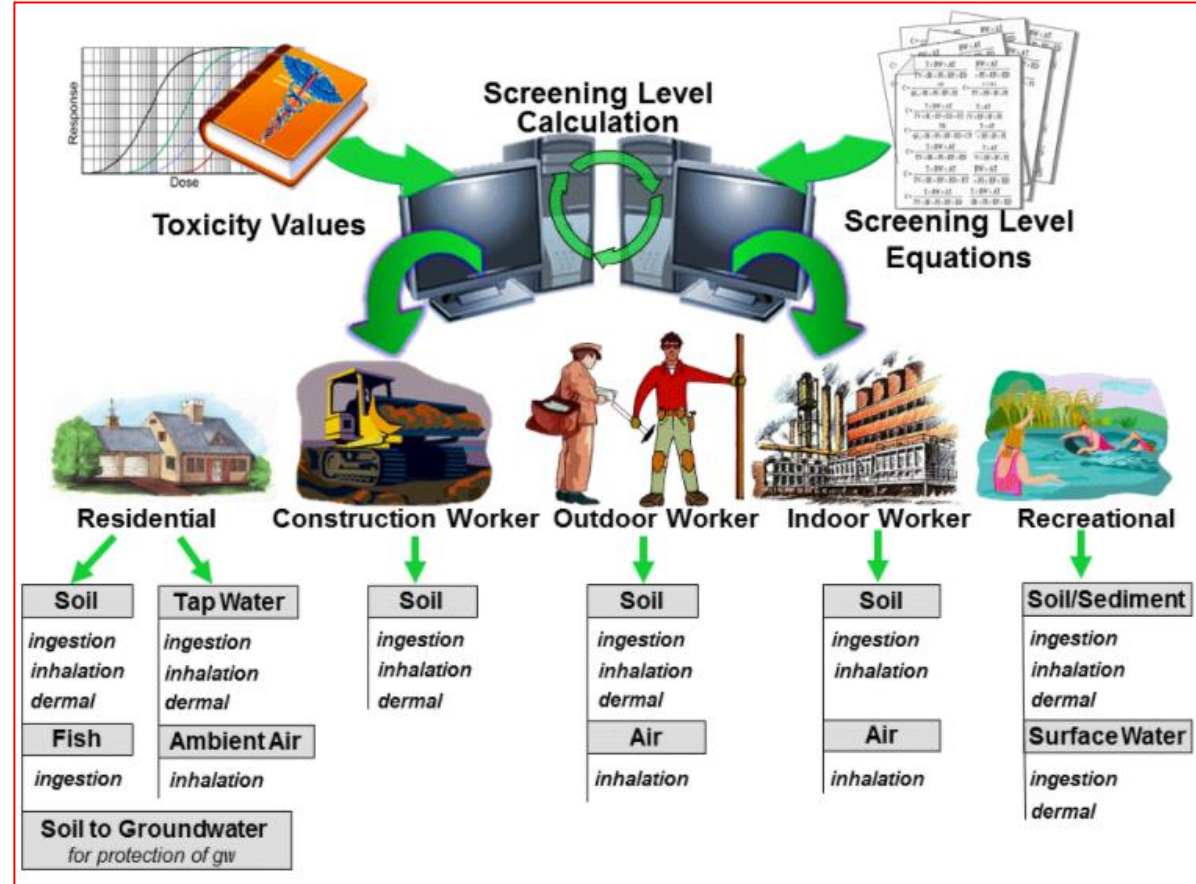 Response
Dose
Toxicity Values
Screening Level
Calculation
Screening Level
Equations
Residential
Construction Worker
Outdoor Worker
Indoor Worker
Recreational
Soil
ingestion
inhalation
dermal
Fish
ingestion
Soil to Groundwater
for protection of gw
Tap Water
ingestion
inhalation
dermal
Ambient Air
inhalation
Soil
ingestion
inhalation
dermal
Soil
ingestion
inhalation
dermal
Air
inhalation
Soil
ingestion
inhalation
Air
inhalation
Soil/Sediment
ingestion
inhalation
dermal
Surface Water
ingestion
dermal